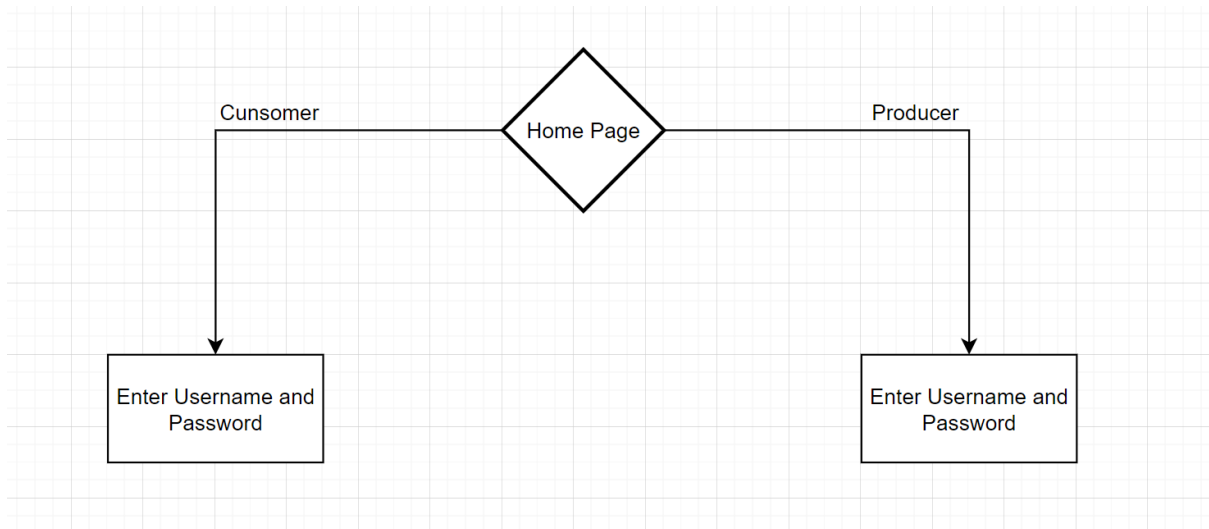 Cunsomer
Producer
Home Page
Enter Username and
Password
Enter Username and
Password